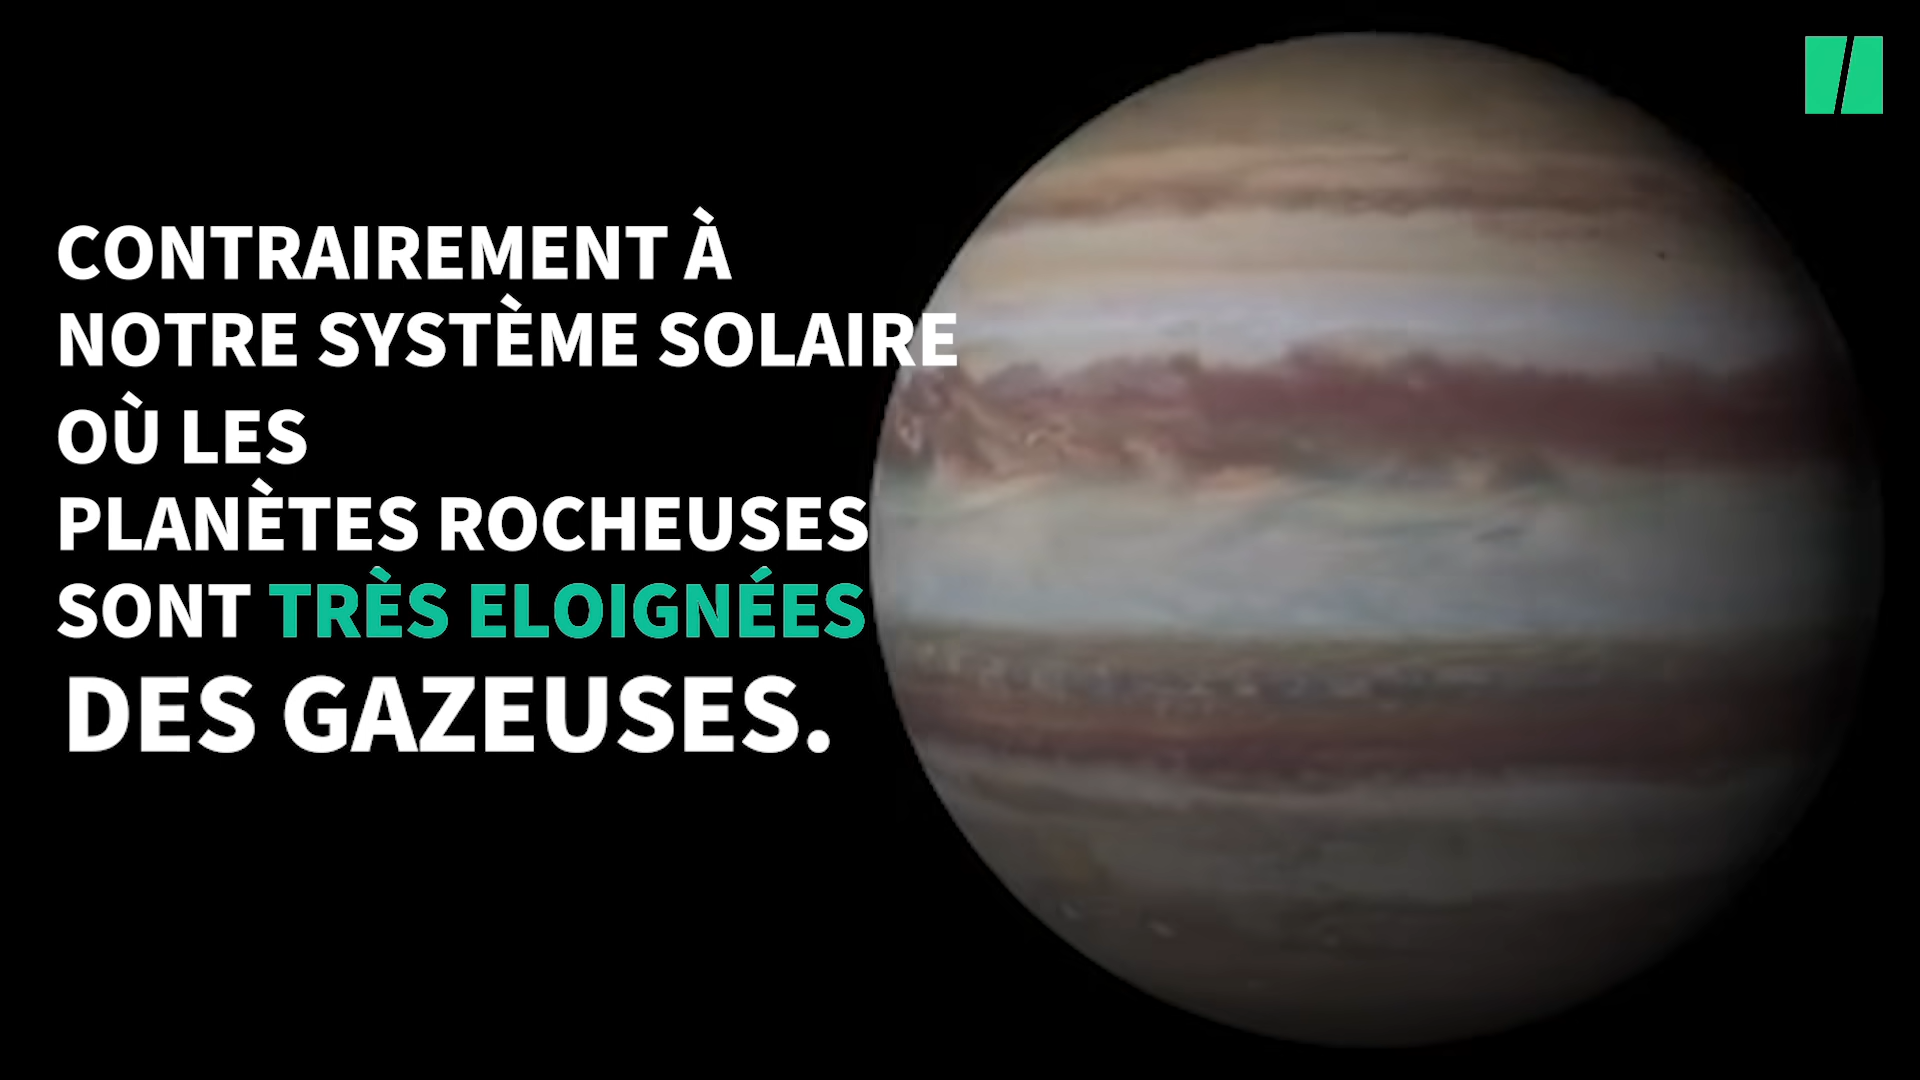 CONTRAIREMENT À
NOTRE SYSTÈME SOLAIRE
OÙ LES
PLANÈTES ROCHEUSES
SONT TRÈS ELOIGNÉES
DES GAZEUSES.